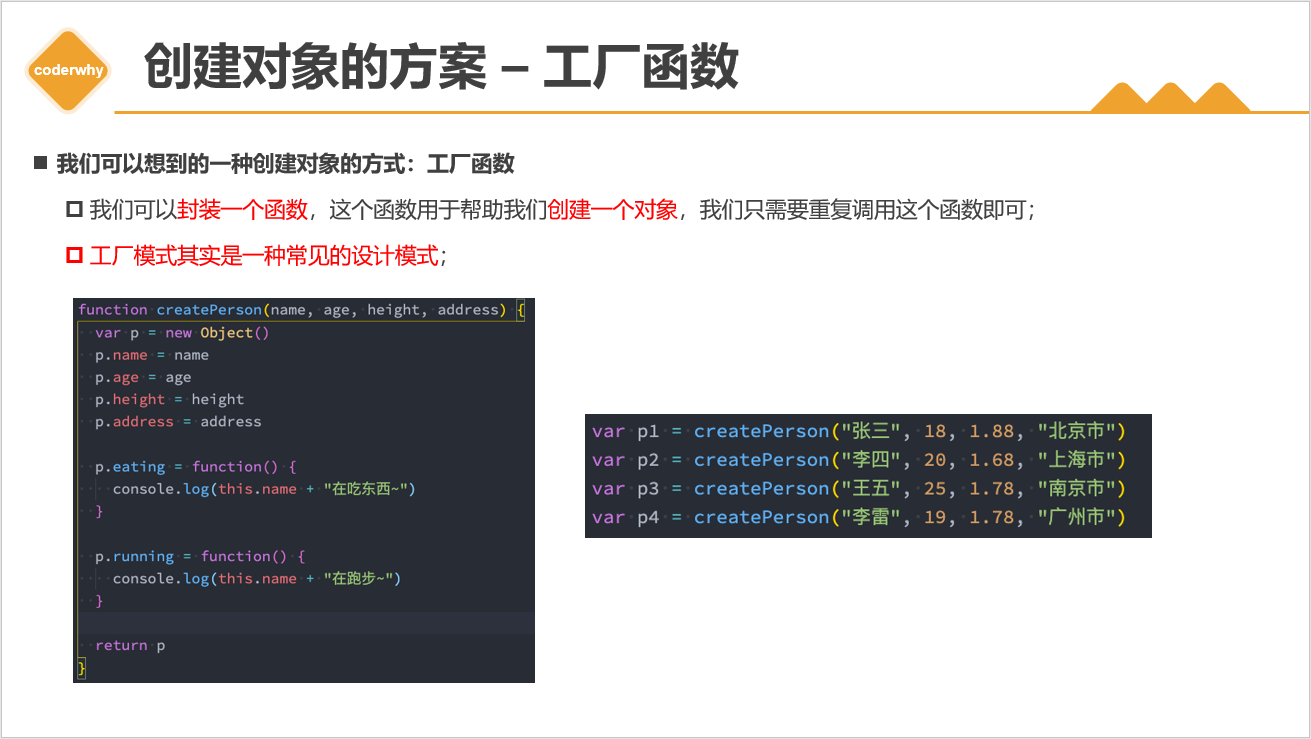 coderwhy
创建对象的方案 – 工厂函数
我们可以想到的一种创建对象的方式：工厂函数
我们可以封装一个函数，这个函数用于帮助我们创建一个对象，我们只需要重复调用这个函数即可；
工厂模式其实是一种常见的设计模式；
function createPerson(name, age, height, address) {
  var p = new Object()
  p.name = name
  p.age = age
  p.height = height
  p.address = address
  p.eating = function() {
    console.log(this.name + "在吃东西~")
  }
  p.running = function() {
    console.log(this.name + "在跑步~")
  }
  return p
}
var p1 = createPerson("张三", 18, 1.88, "北京市")
var p2 = createPerson("李四", 20, 1.68, "上海市")
var p3 = createPerson("王五", 25, 1.78, "南京市")
var p4 = createPerson("李雷", 19, 1.78, "广州市")